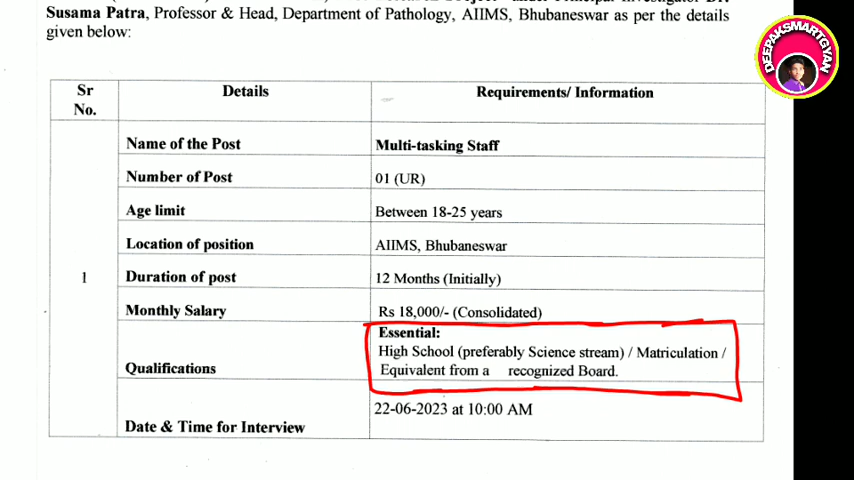 Susama Patra, Professor & Head, Department of Pathology, AIIMS, Bhubaneswar as per the details
given below:
Sr No.
Details
Requirements/ Information
1
Name of the Post
Multi-tasking Staff
Number of Post
01 (UR)
Age limit
Between 18-25 years
Location of position
AIIMS, Bhubaneswar
Duration of post
12 Months (Initially)
Monthly Salary
Rs 18,000/- (Consolidated)
Qualifications
Essential:
High School (preferably Science stream) / Matriculation /
Equivalent from a recognized Board.
Date & Time for Interview
22-06-2023 at 10:00 AM
DEEPAKSMARTGYAN